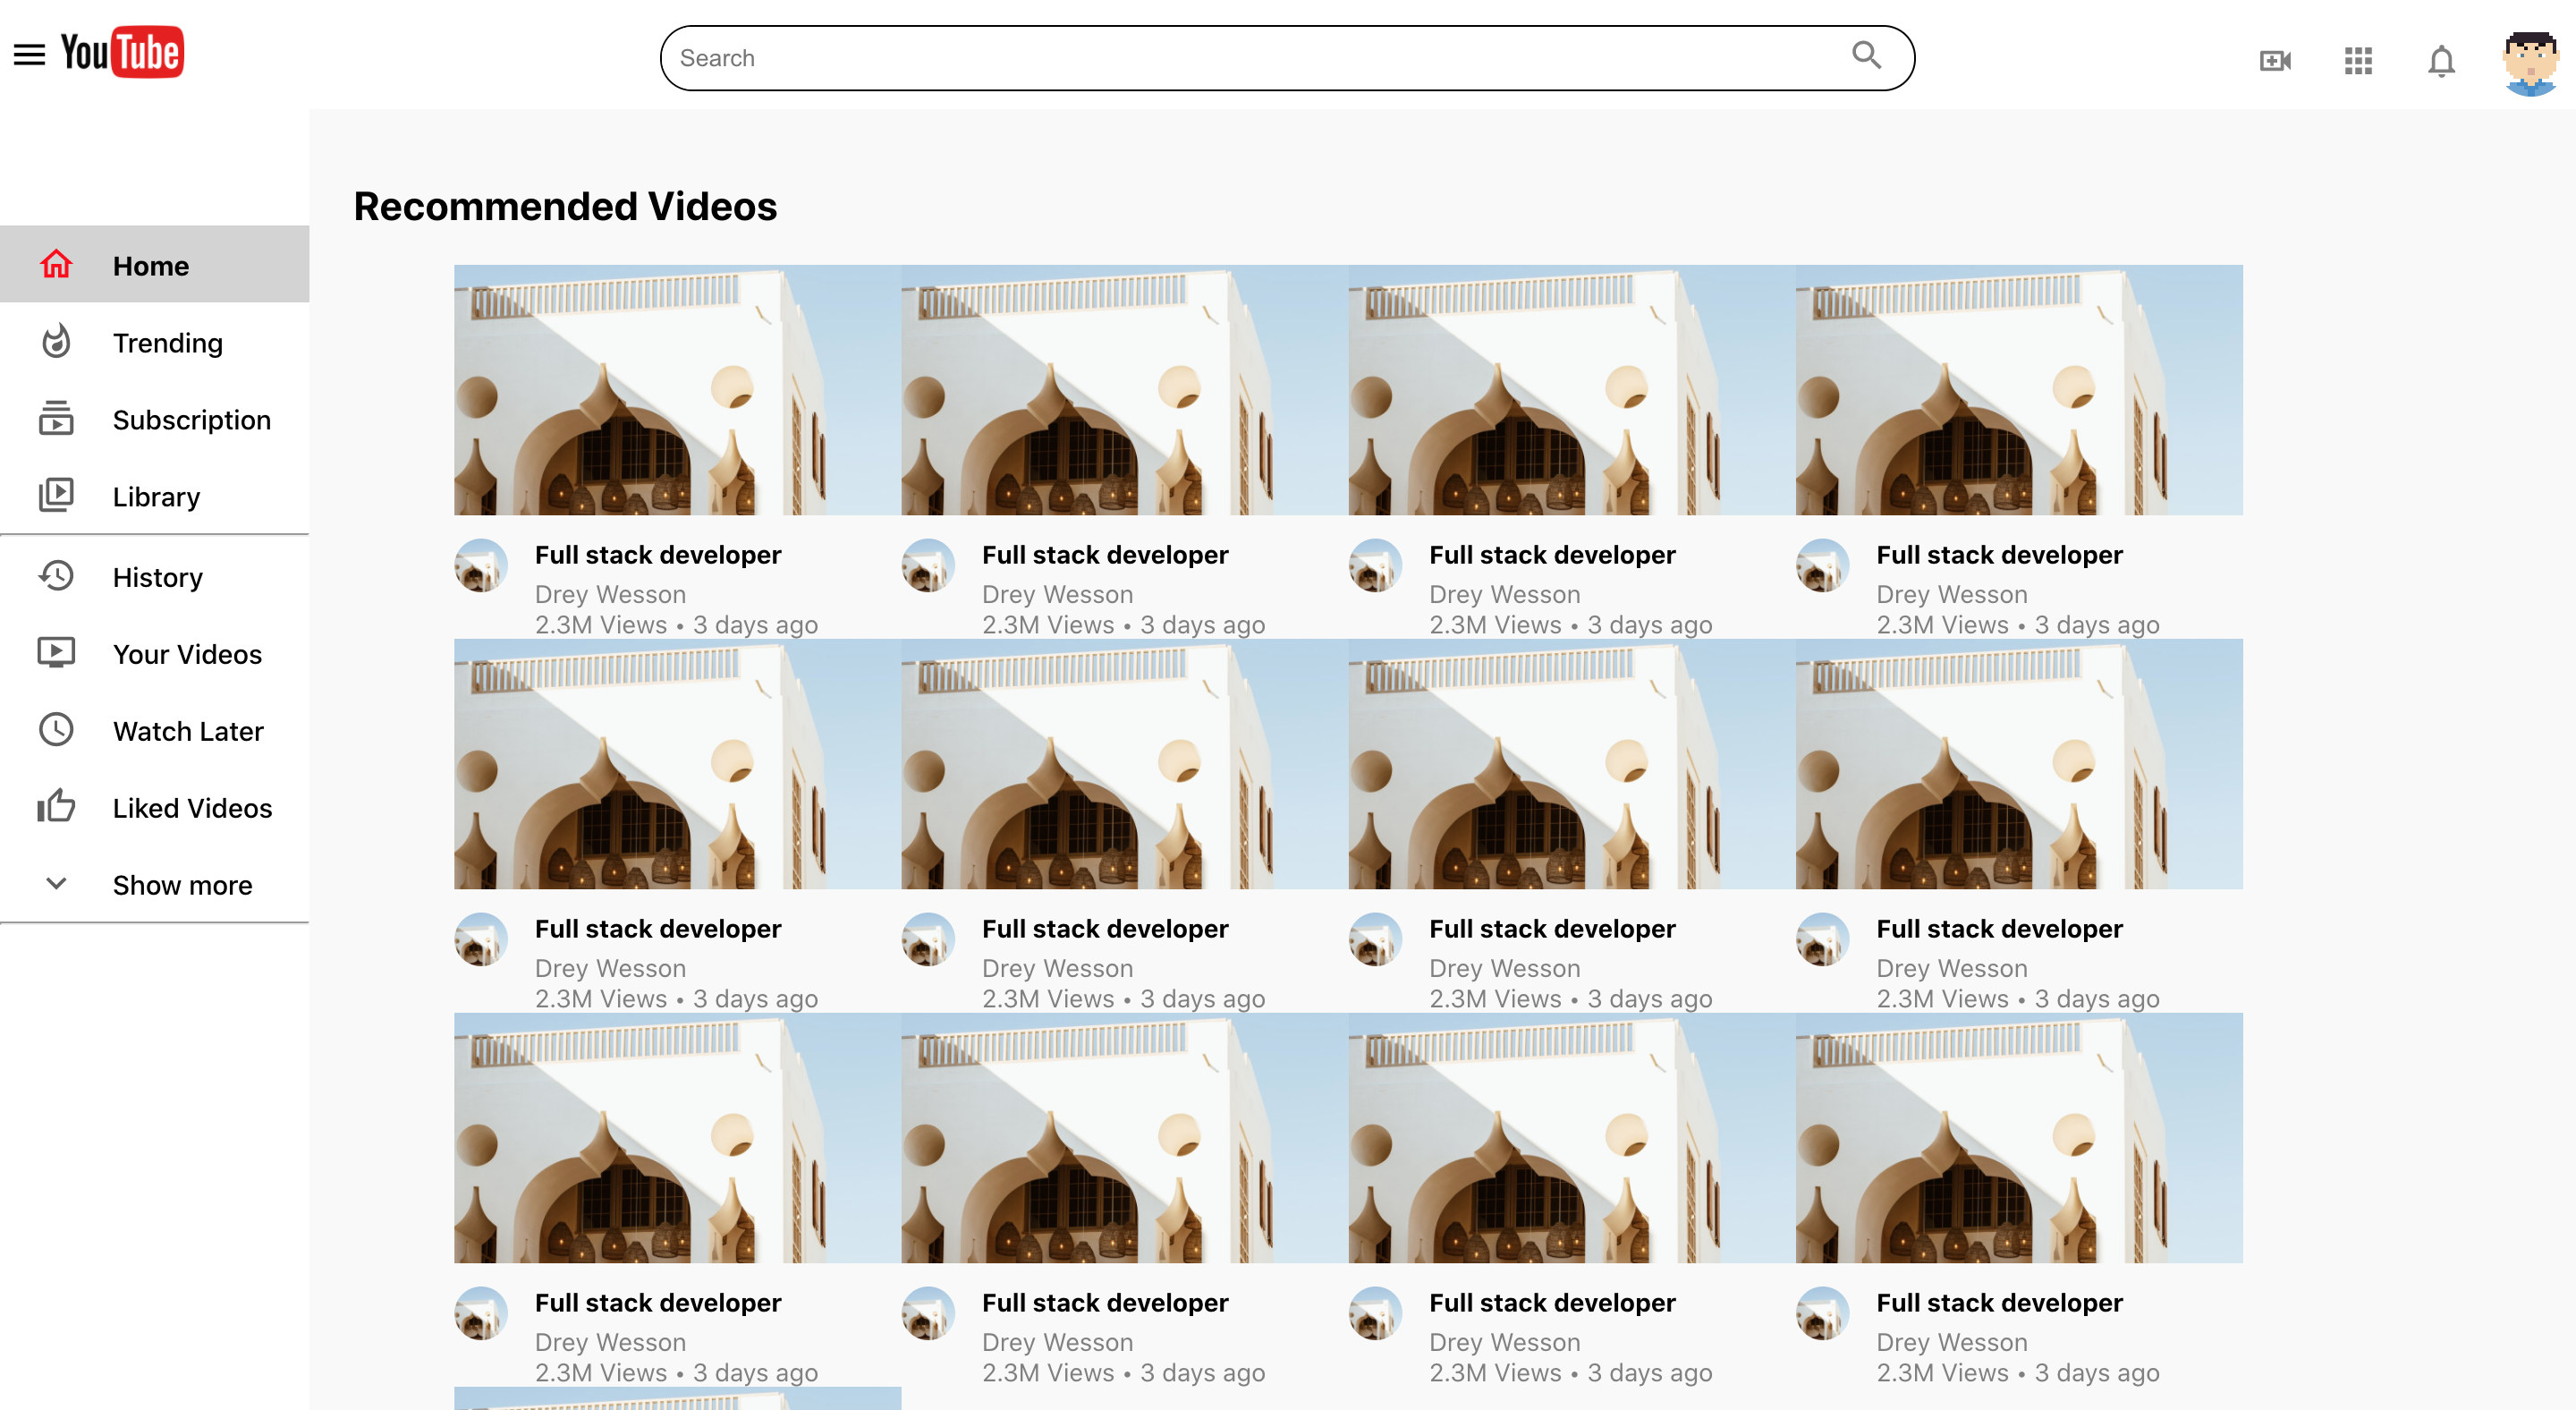 YouTube
Search
Recommended Videos
Home
Trending
Subscription
Library
History
Your Videos
Watch Later
Liked Videos
Show more
Full stack developer
Drey Wesson
2.3M Views • 3 days ago
Full stack developer
Drey Wesson
2.3M Views • 3 days ago
Full stack developer
Drey Wesson
2.3M Views • 3 days ago
Full stack developer
Drey Wesson
2.3M Views • 3 days ago
Full stack developer
Drey Wesson
2.3M Views • 3 days ago
Full stack developer
Drey Wesson
2.3M Views • 3 days ago
Full stack developer
Drey Wesson
2.3M Views • 3 days ago
Full stack developer
Drey Wesson
2.3M Views • 3 days ago
Full stack developer
Drey Wesson
2.3M Views • 3 days ago
Full stack developer
Drey Wesson
2.3M Views • 3 days ago
Full stack developer
Drey Wesson
2.3M Views • 3 days ago
Full stack developer
Drey Wesson
2.3M Views • 3 days ago